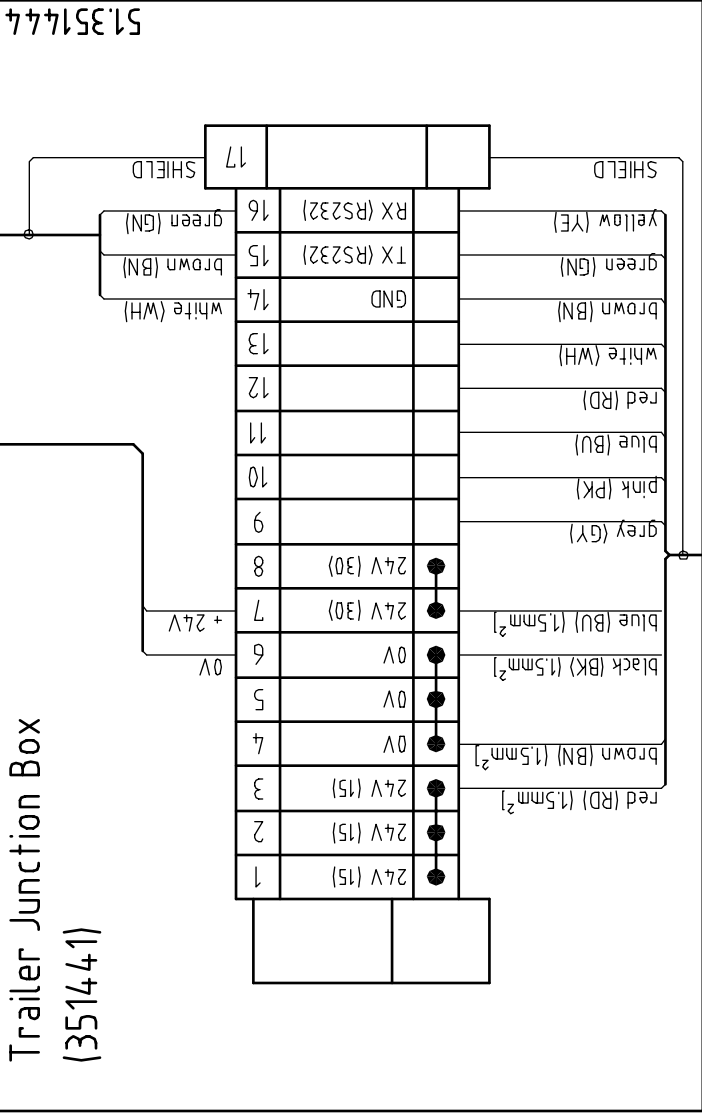 51.351444
SHIELD
17
SHIELD
green (GN)
16
RX (RS232)
yellow (YE)
brown (BN)
15
TX (RS232)
green (GN)
white (WH)
14
GND
brown (BN)
13
white (WH)
12
red (RD)
11
blue (BU)
10
pink (PK)
9
grey (GY)
8
24V (30)
+ 24V
7
24V (30)
blue (BU) (1.5mm²]
0V
6
0V
black (BK) (1.5mm²]
5
0V
4
0V
brown (BN) (1.5mm²]
3
24V (15)
red (RD) (1.5mm²]
2
24V (15)
1
24V (15)
Trailer Junction Box
(351441)